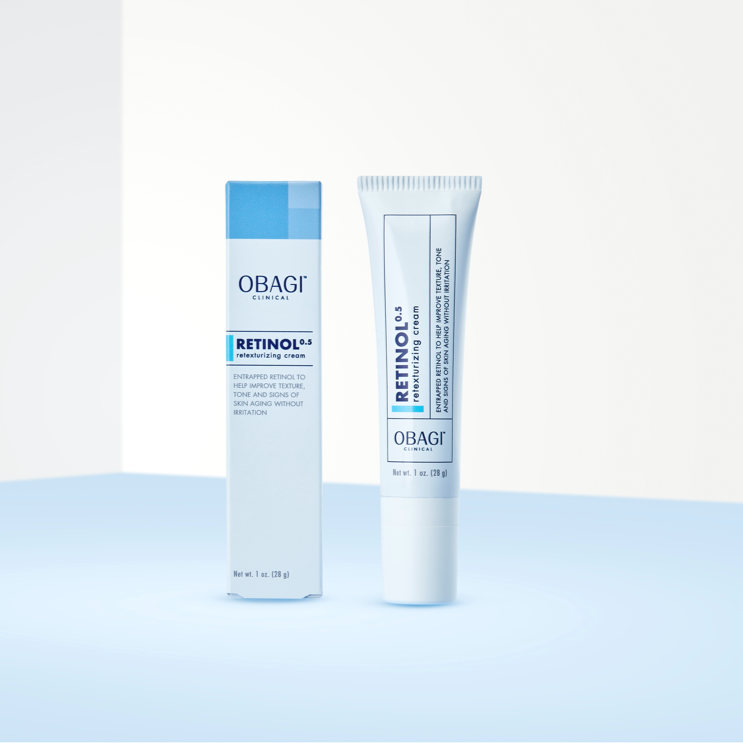 OBAGI™
CLINICAL
RETINOL0.5
retexturizing cream
ENTRAPPED RETINOL TO
HELP IMPROVE TEXTURE,
TONE AND SIGNS OF
SKIN AGING WITHOUT
IRRITATION
Net wt. 1 oz. (28 g)
RETINOL0.5
retexturizing cream
ENTRAPPED RETINOL TO HELP IMPROVE TEXTURE, TONE
AND SIGNS OF SKIN AGING WITHOUT IRRITATION
OBAGI™
CLINICAL
Net wt. 1 oz. (28 g)